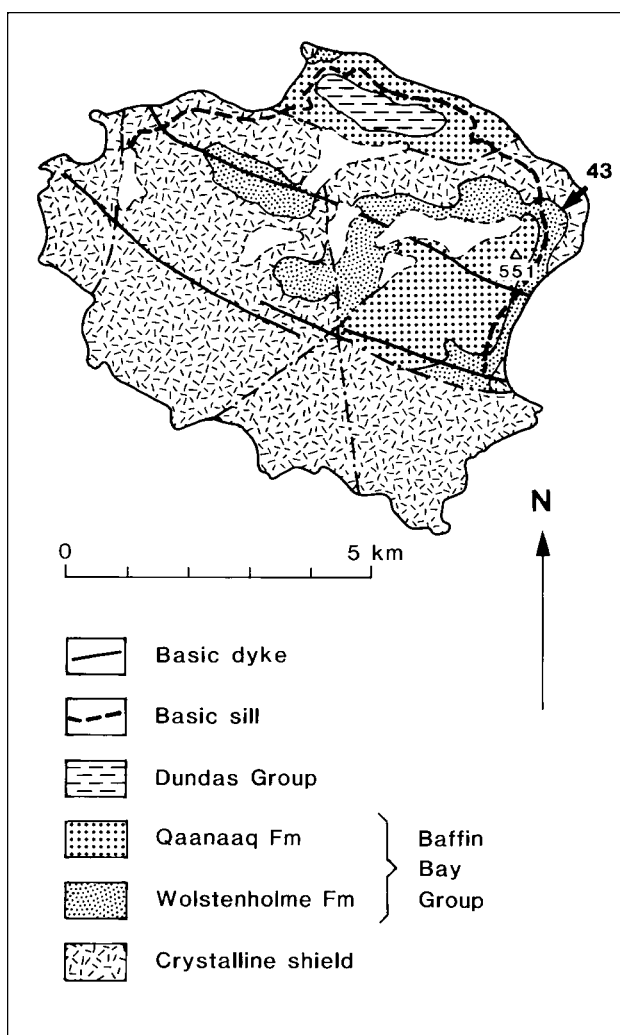 43
551
N
0 5 km
Basic dyke
Basic sill
Dundas Group
Qaanaaq Fm
Wolstenholme Fm
Baffin
Bay
Group
Crystalline shield